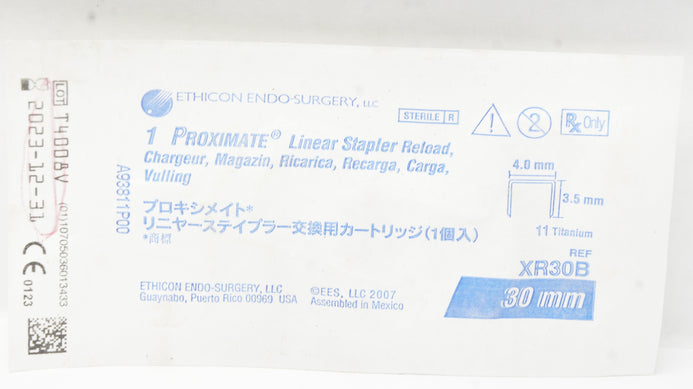 ETHICON ENDO-SURGERY, LLC
STERILE R
2
Rx Only
1 PROXIMATE® Linear Stapler Reload,
Chargeur, Magazin, Ricarica, Recarga, Carga,
Vulling
プロキシメイト*
リニヤーステイプラー交換用カートリッジ(1個入)
*商標
4.0 mm
3.5 mm
11 Titanium
REF
XR30B
30 mm
ETHICON ENDO-SURGERY, LLC
Guaynabo, Puerto Rico 00969 USA
©EES, LLC 2007
Assembled in Mexico
A93811P00
LOT T4008V
2023-12-31
(01)10705036013433
CE 0123